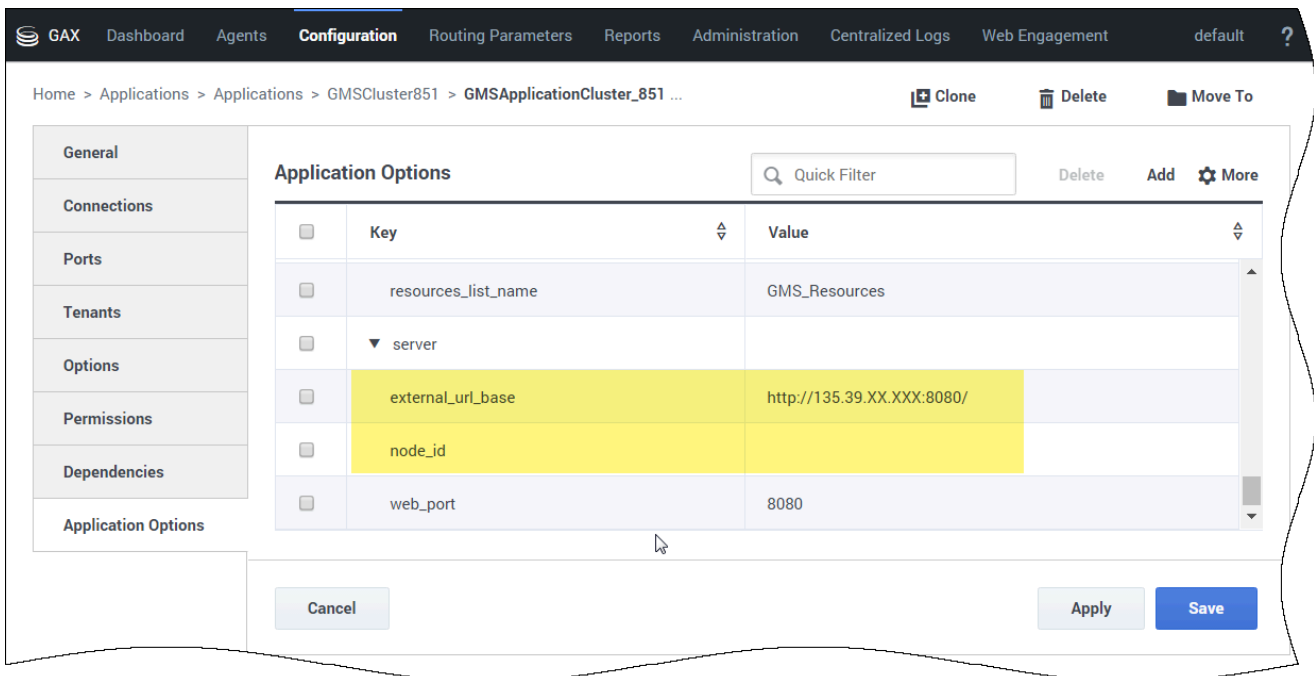 GAX Dashboard Agents Configuration Routing Parameters Reports Administration Centralized Logs Web Engagement default ?
Home > Applications > Applications > GMSCluster851 > GMSApplicationCluster_851 ... Clone Delete Move To
General
Connections
Ports
Tenants
Options
Permissions
Dependencies
Application Options
Application Options Quick Filter Delete Add More
Key Value
resources_list_name GMS_Resources
▼ server
external_url_base http://135.39.XX.XXX:8080/
node_id
web_port 8080
Cancel Apply Save